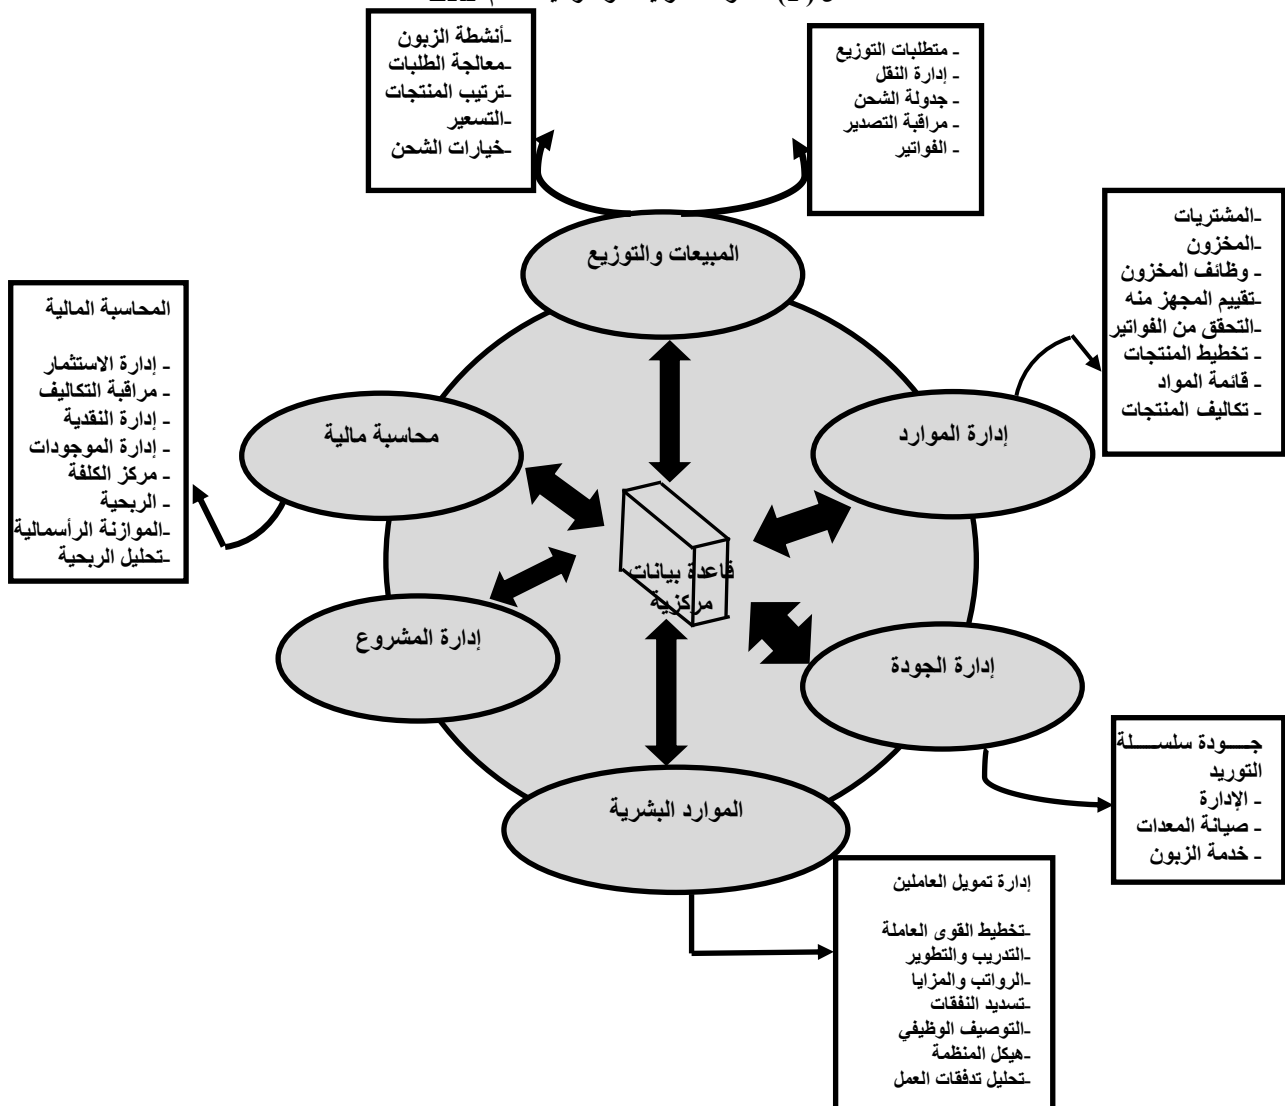 -أنشطة الزبون
-معالجة الطلبات
-ترتيب المنتجات
-التسعير
-خيارات الشحن
- متطلبات التوزيع
- إدارة النقل
- جدولة الشحن
- مراقبة التصدير
- الفواتير
-المشتريات
-المخزون
- وظائف المخزون
-تقييم المجهز منه
-التحقق من الفواتير
- تخطيط المنتجات
- قائمة المواد
- تكاليف المنتجات
المبيعات والتوزيع
المحاسبة المالية
- إدارة الاستثمار
- مراقبة التكاليف
- إدارة النقدية
- إدارة الموجودات
- مركز الكلفة
- الربحية
-الموازنة الرأسمالية
-تحليل الربحية
محاسبة مالية
إدارة الموارد
قاعدة بيانات
مركزية
إدارة المشروع
إدارة الجودة
جـــودة سلســـلة
التوريد
- الإدارة
- صيانة المعدات
- خدمة الزبون
الموارد البشرية
إدارة تمويل العاملين
-تخطيط القوى العاملة
-التدريب والتطوير
-الرواتب والمزايا
-تسديد النفقات
-التوصيف الوظيفي
-هيكل المنظمة
-تحليل تدفقات العمل